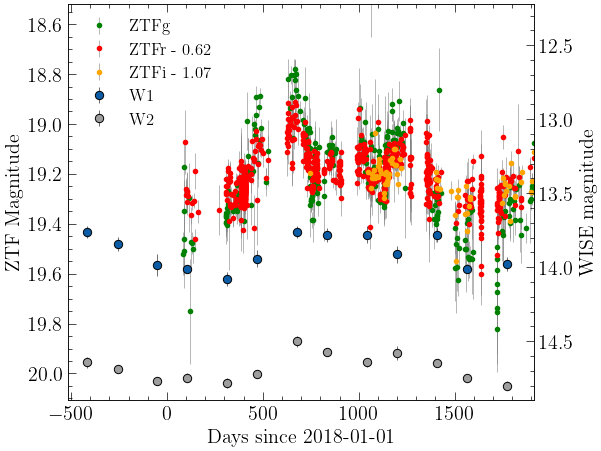 ZTFg
ZTFr - 0.62
ZTFi - 1.07
W1
W2
18.6
18.8
19.0
19.2
19.4
19.6
19.8
20.0
ZTF Magnitude
12.5
13.0
13.5
14.0
14.5
WISE magnitude
−500
0
500
1000
1500
Days since 2018-01-01